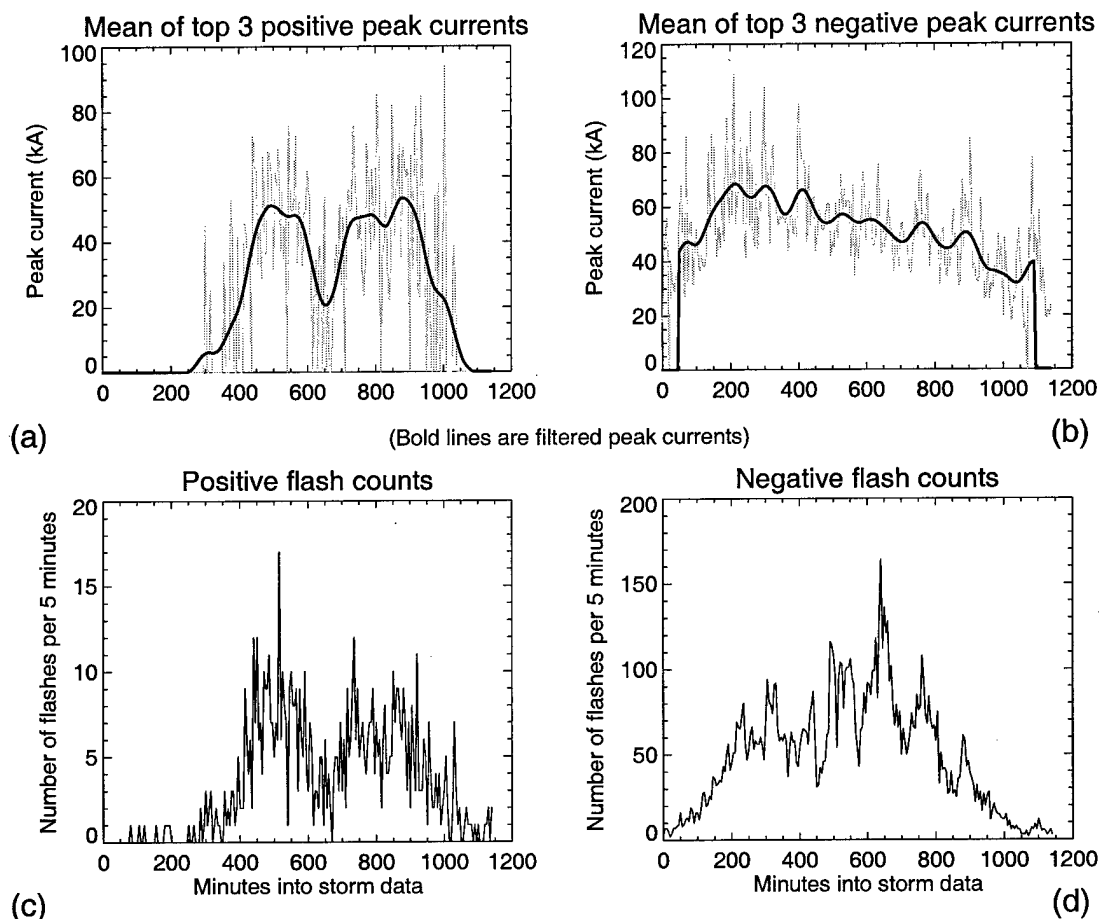 Mean of top 3 positive peak currents
100
80
60
40
20
0
Peak current (kA)
0 200 400 600 800 1000 1200
(a)
Mean of top 3 negative peak currents
120
100
80
60
40
20
0
Peak current (kA)
0 200 400 600 800 1000 1200
(b)
(Bold lines are filtered peak currents)
Positive flash counts
20
15
10
5
0
Number of flashes per 5 minutes
0 200 400 600 800 1000 1200
Minutes into storm data
(c)
Negative flash counts
200
150
100
50
0
Number of flashes per 5 minutes
0 200 400 600 800 1000 1200
Minutes into storm data
(d)